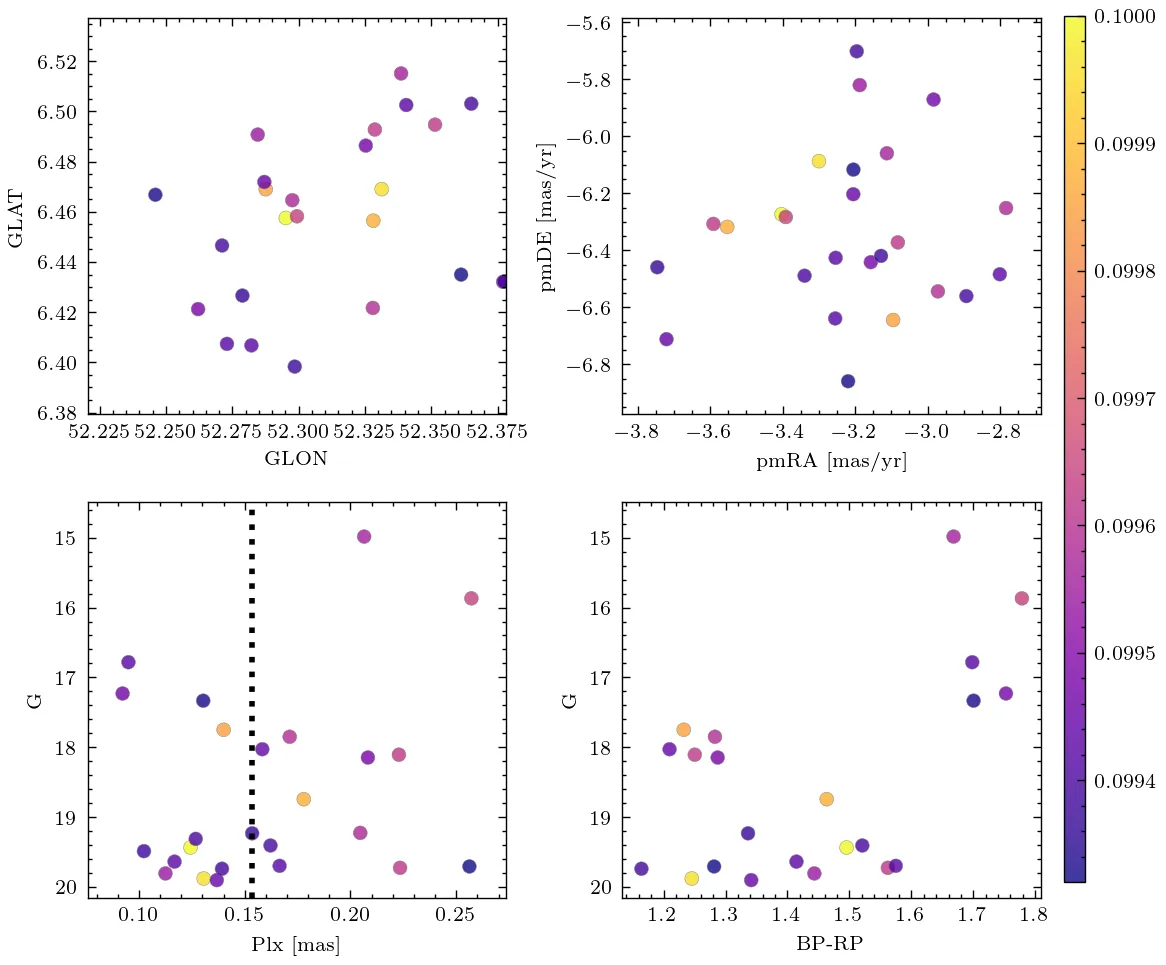 6.52
6.50
6.48
6.46
6.44
6.42
6.40
6.38
GLAT
52.225 52.250 52.275 52.300 52.325 52.350 52.375
GLON
−5.6
−5.8
−6.0
−6.2
−6.4
−6.6
−6.8
pmDE [mas/yr]
−3.8 −3.6 −3.4 −3.2 −3.0 −2.8
pmRA [mas/yr]
15
16
17
18
19
20
G
0.10 0.15 0.20 0.25
Plx [mas]
15
16
17
18
19
20
G
1.2 1.3 1.4 1.5 1.6 1.7 1.8
BP-RP
0.1000
0.0999
0.0998
0.0997
0.0996
0.0995
0.0994